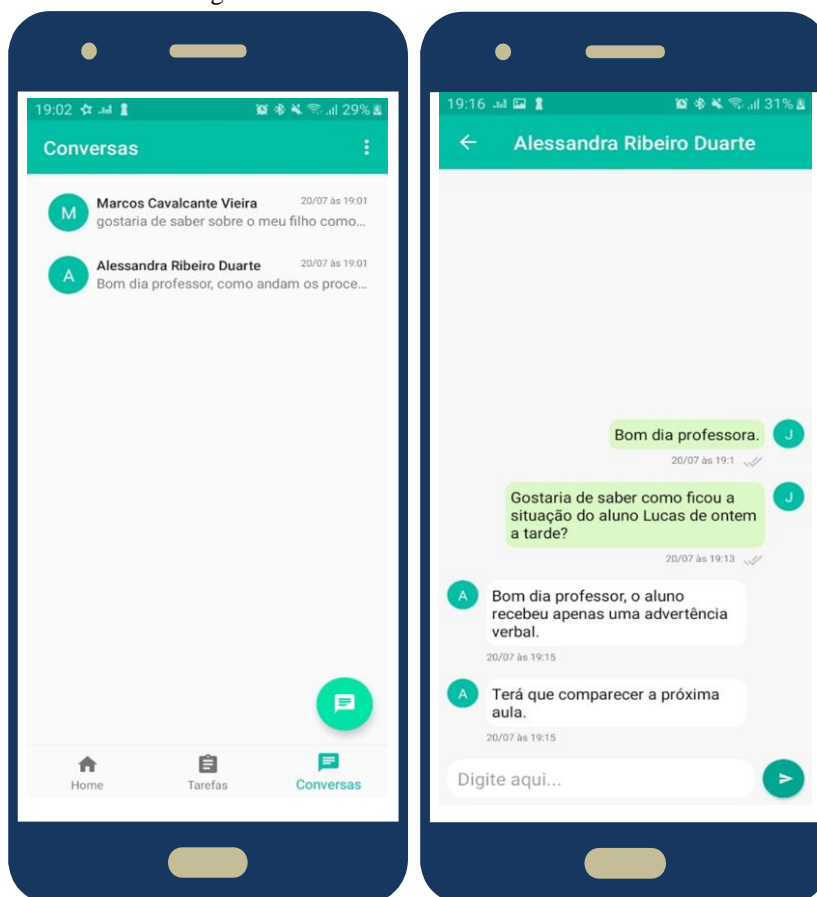 19:02
29%
Conversas
M
Marcos Cavalcante Vieira
20/07 às 19:01
gostaria de saber sobre o meu filho como...
A
Alessandra Ribeiro Duarte
20/07 às 19:01
Bom dia professor, como andam os proce...
Home
Tarefas
Conversas
19:16
31%
Alessandra Ribeiro Duarte
Bom dia professora.
J
20/07 às 19:1
Gostaria de saber como ficou a
J
situação do aluno Lucas de ontem
a tarde?
20/07 às 19:13
A
Bom dia professor, o aluno
recebeu apenas uma advertência
verbal.
20/07 às 19:15
A
Terá que comparecer a próxima
aula.
20/07 às 19:15
Digite aqui...